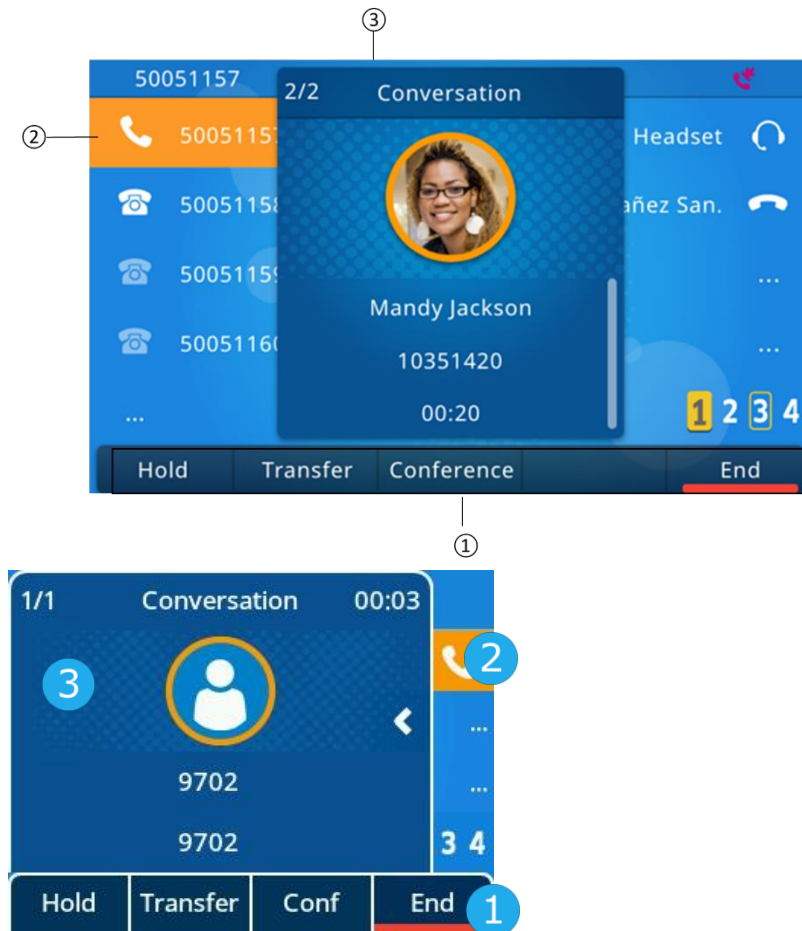 ③
50051157
2/2 Conversation
②
50051157
Headset
50051158
añez San.
50051159
...
Mandy Jackson
50051160
...
10351420
...
00:20
1 2 3 4
Hold Transfer Conference End
①
1/1 Conversation 00:03
2
3
...
9702
...
9702
3 4
Hold Transfer Conf End
1